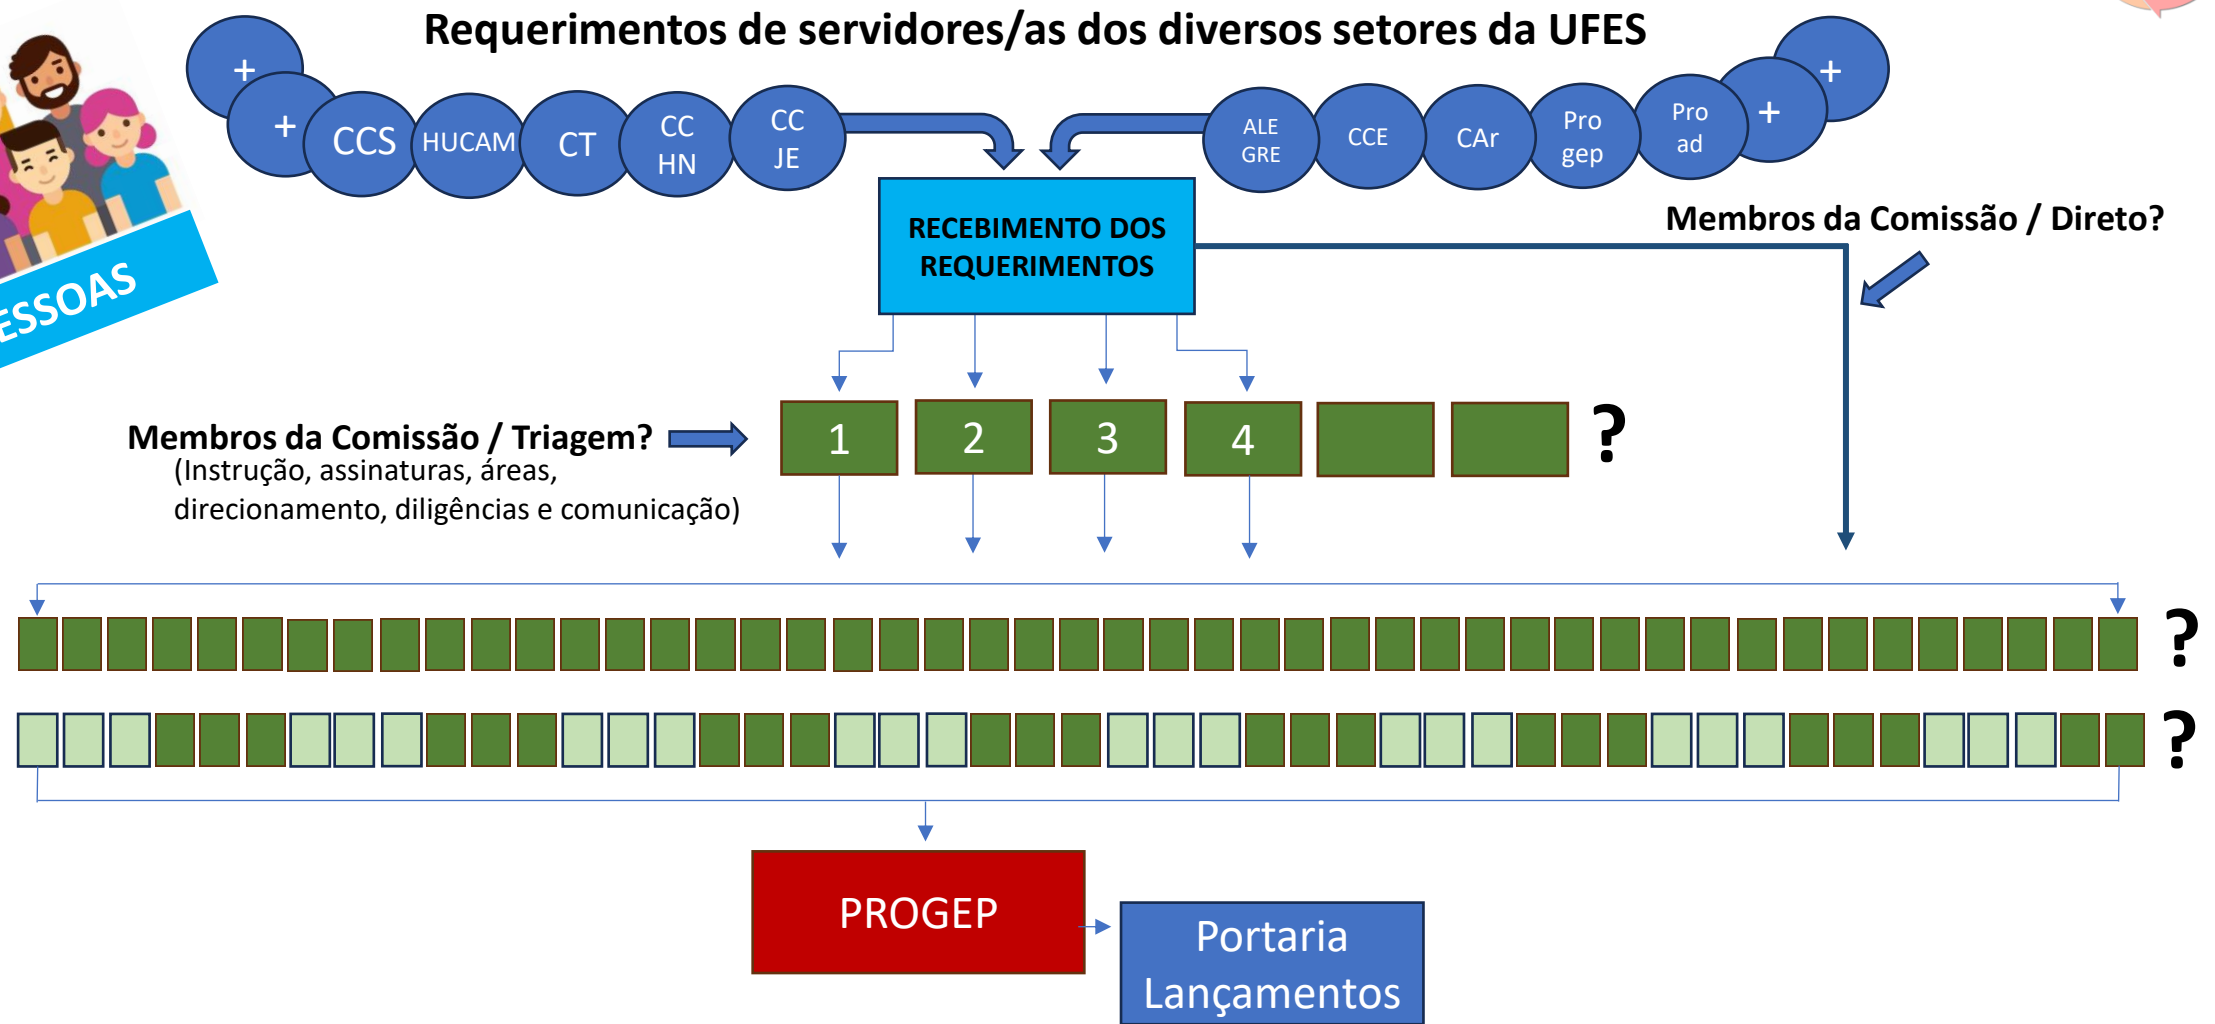 Requerimentos de servidores/as dos diversos setores da UFES
+
+
CCS
HUCAM
CT
CC
HN
CC
JE
ALE
GRE
CCE
CAr
Pro
gep
Pro
ad
+
+
ESSOAS
RECEBIMENTO DOS
REQUERIMENTOS
Membros da Comissão / Direto?
Membros da Comissão / Triagem?
(Instrução, assinaturas, áreas,
direcionamento, diligências e comunicação)
1
2
3
4
?
?
?
PROGEP
Portaria
Lançamentos